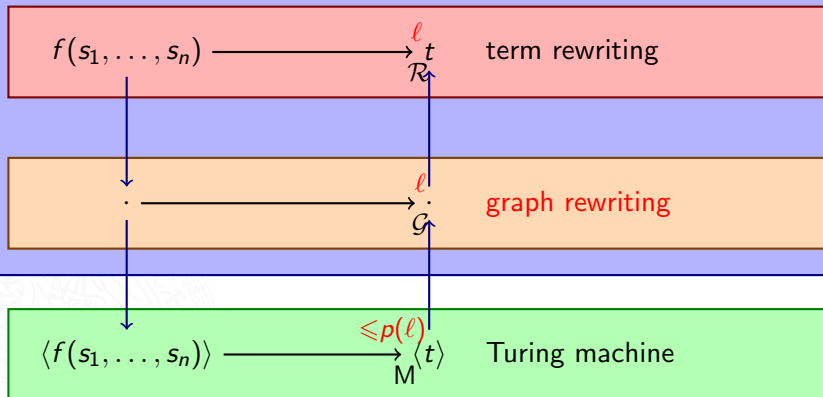 f(s₁, . . . , sₙ) ℓ t term rewriting
ℛ
· ℓ · graph rewriting
𝒢
⩽p(ℓ)
⟨f(s₁, . . . , sₙ)⟩ ⟨t⟩ Turing machine
M